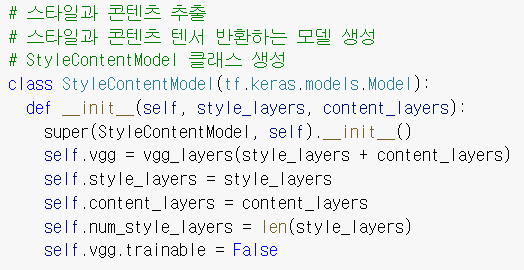 # 스타일과 콘텐츠 추출
# 스타일과 콘텐츠 텐서 반환하는 모델 생성
# StyleContentModel 클래스 생성
class StyleContentModel(tf.keras.models.Model):
  def __init__(self, style_layers, content_layers):
    super(StyleContentModel, self).__init__()
    self.vgg = vgg_layers(style_layers + content_layers)
    self.style_layers = style_layers
    self.content_layers = content_layers
    self.num_style_layers = len(style_layers)
    self.vgg.trainable = False